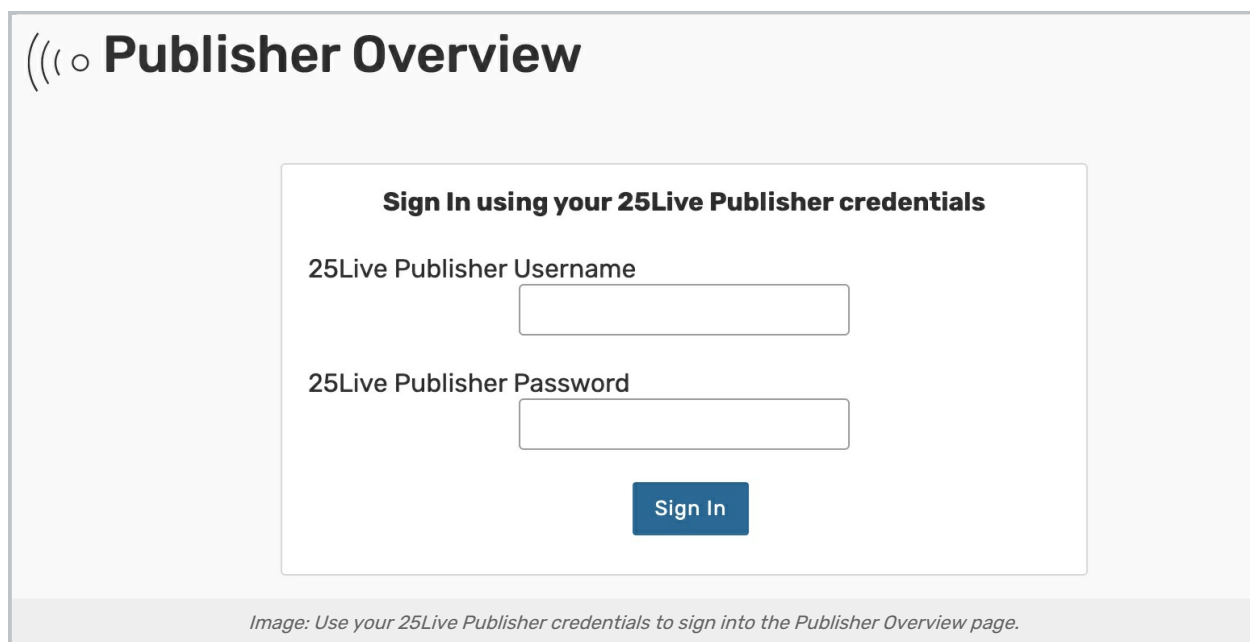 Publisher Overview
Sign In using your 25Live Publisher credentials
25Live Publisher Username
25Live Publisher Password
Sign In
Image: Use your 25Live Publisher credentials to sign into the Publisher Overview page.